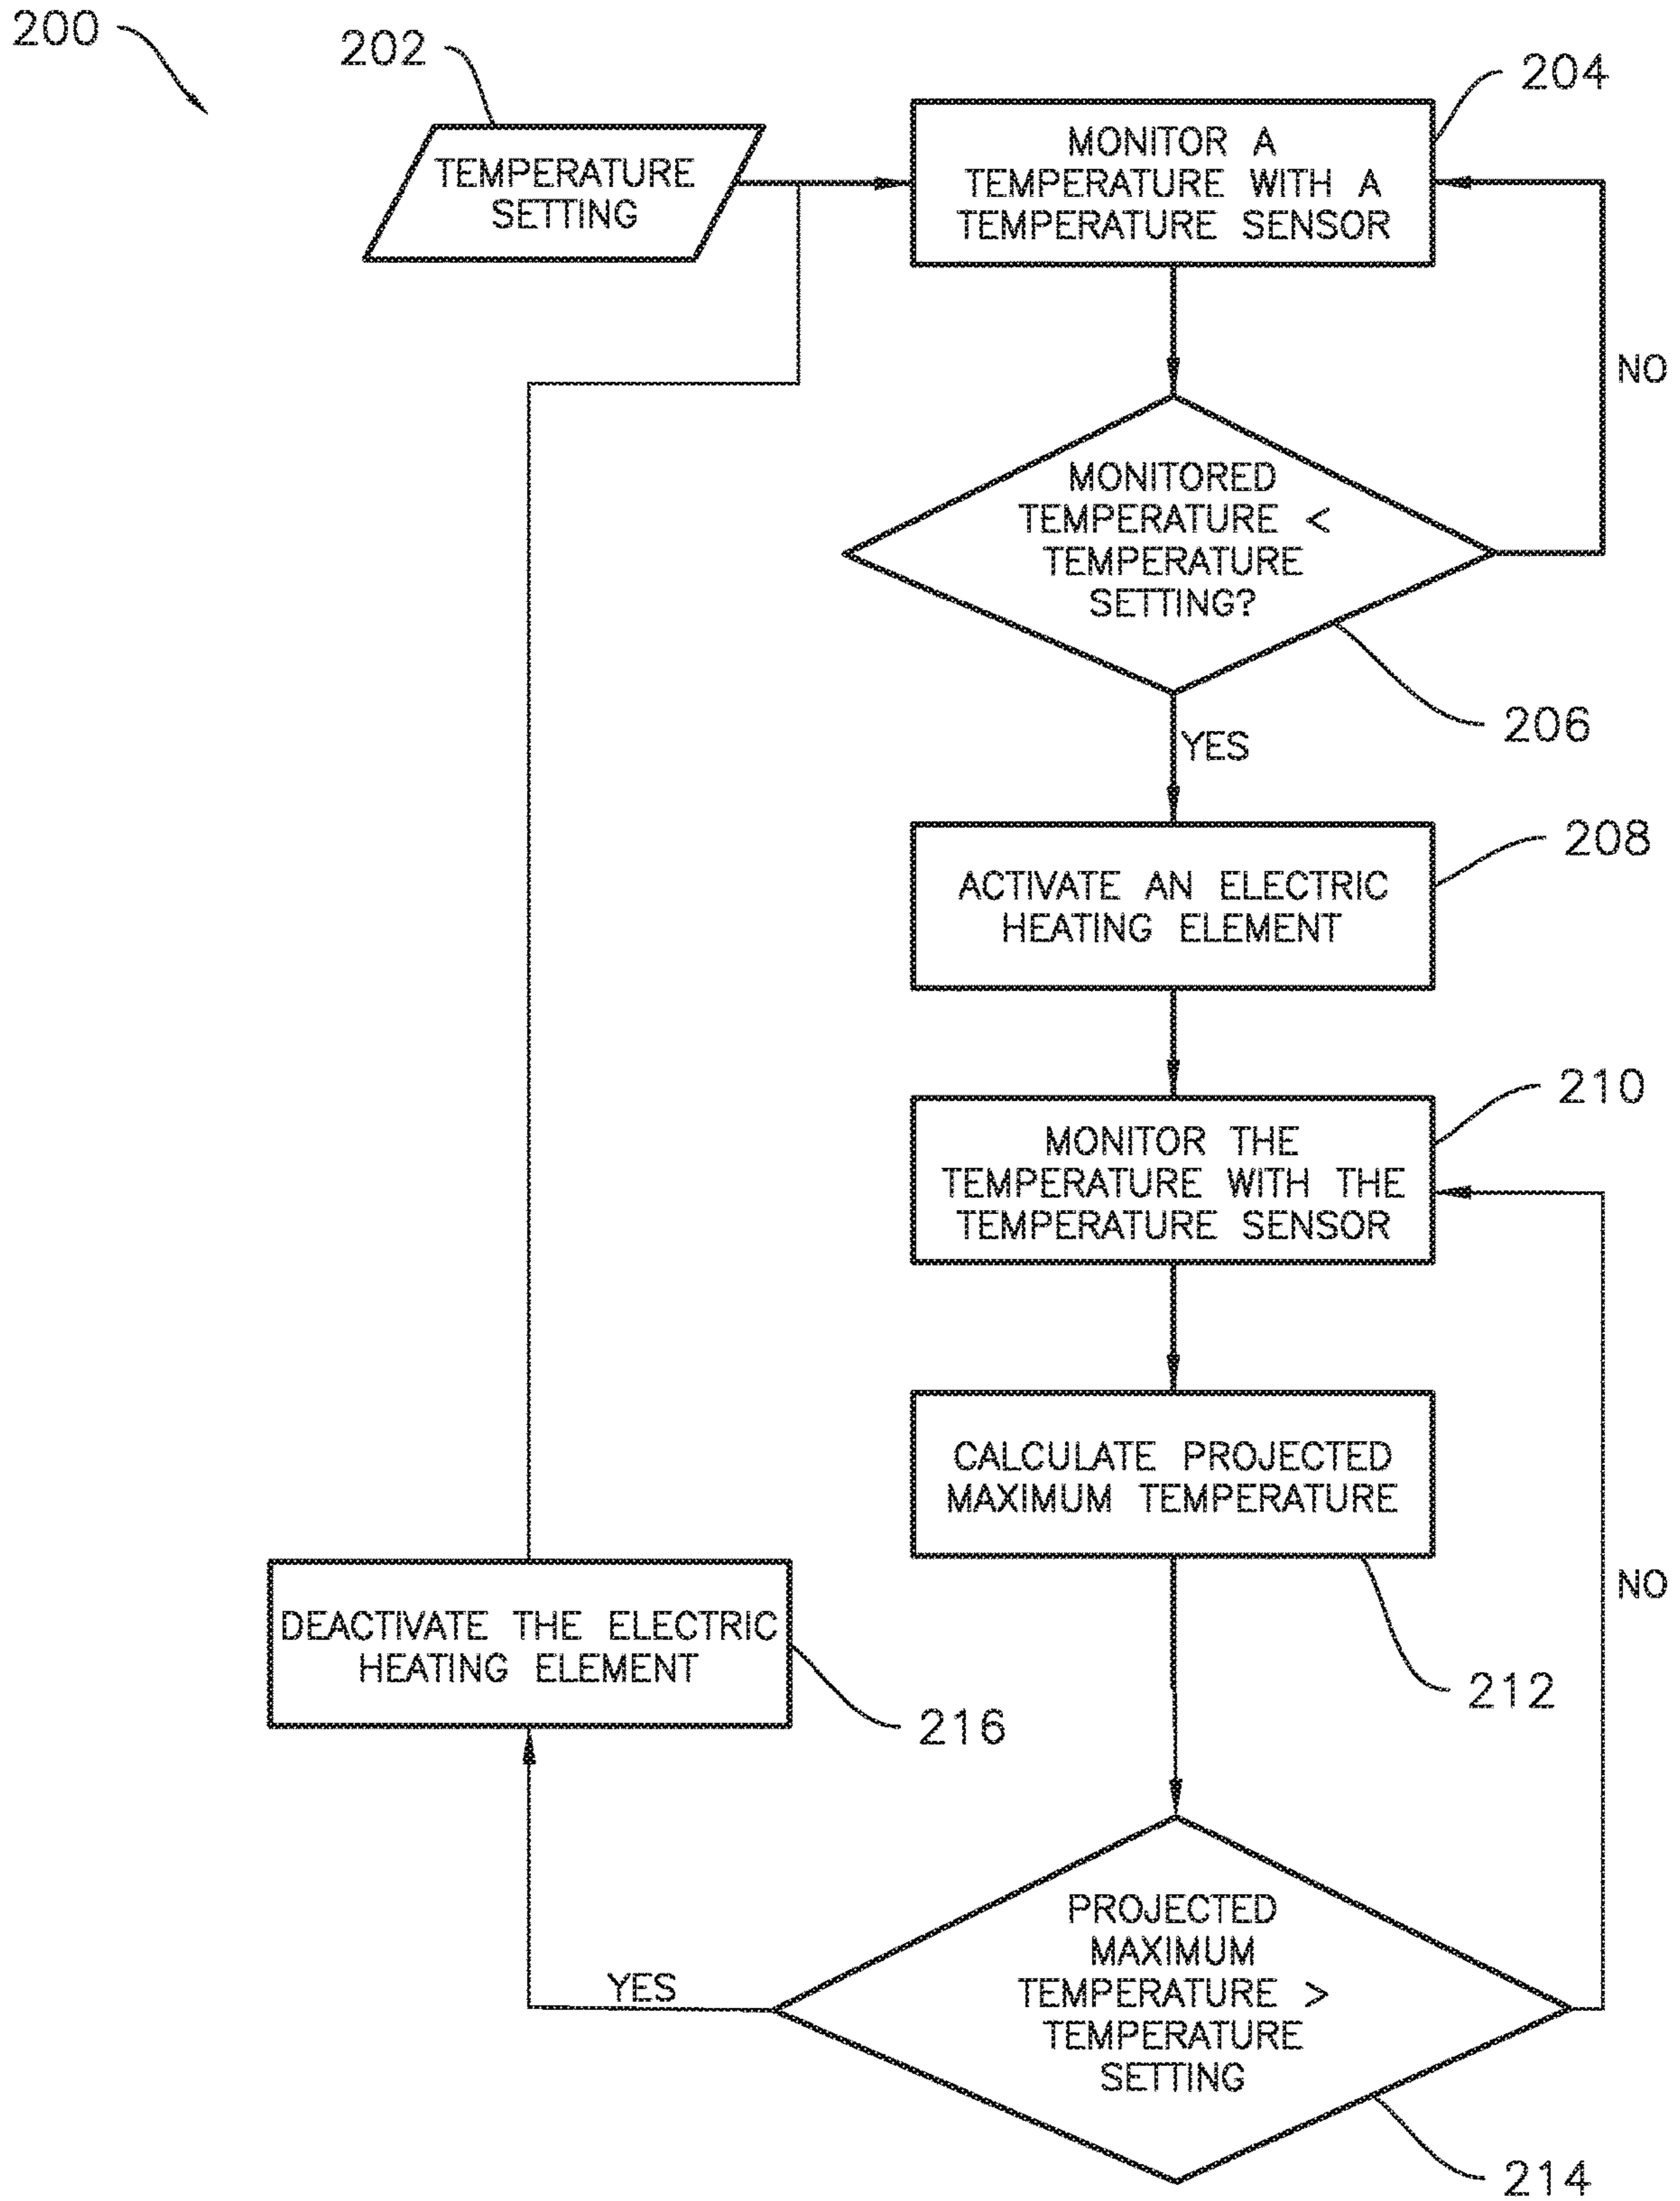 200
202
TEMPERATURE
SETTING
204
MONITOR A
TEMPERATURE WITH A
TEMPERATURE SENSOR
NO
MONITORED
TEMPERATURE <
TEMPERATURE
SETTING?
206
YES
208
ACTIVATE AN ELECTRIC
HEATING ELEMENT
210
MONITOR THE
TEMPERATURE WITH THE
TEMPERATURE SENSOR
CALCULATE PROJECTED
MAXIMUM TEMPERATURE
212
NO
DEACTIVATE THE ELECTRIC
HEATING ELEMENT
216
YES
PROJECTED
MAXIMUM
TEMPERATURE >
TEMPERATURE
SETTING
214